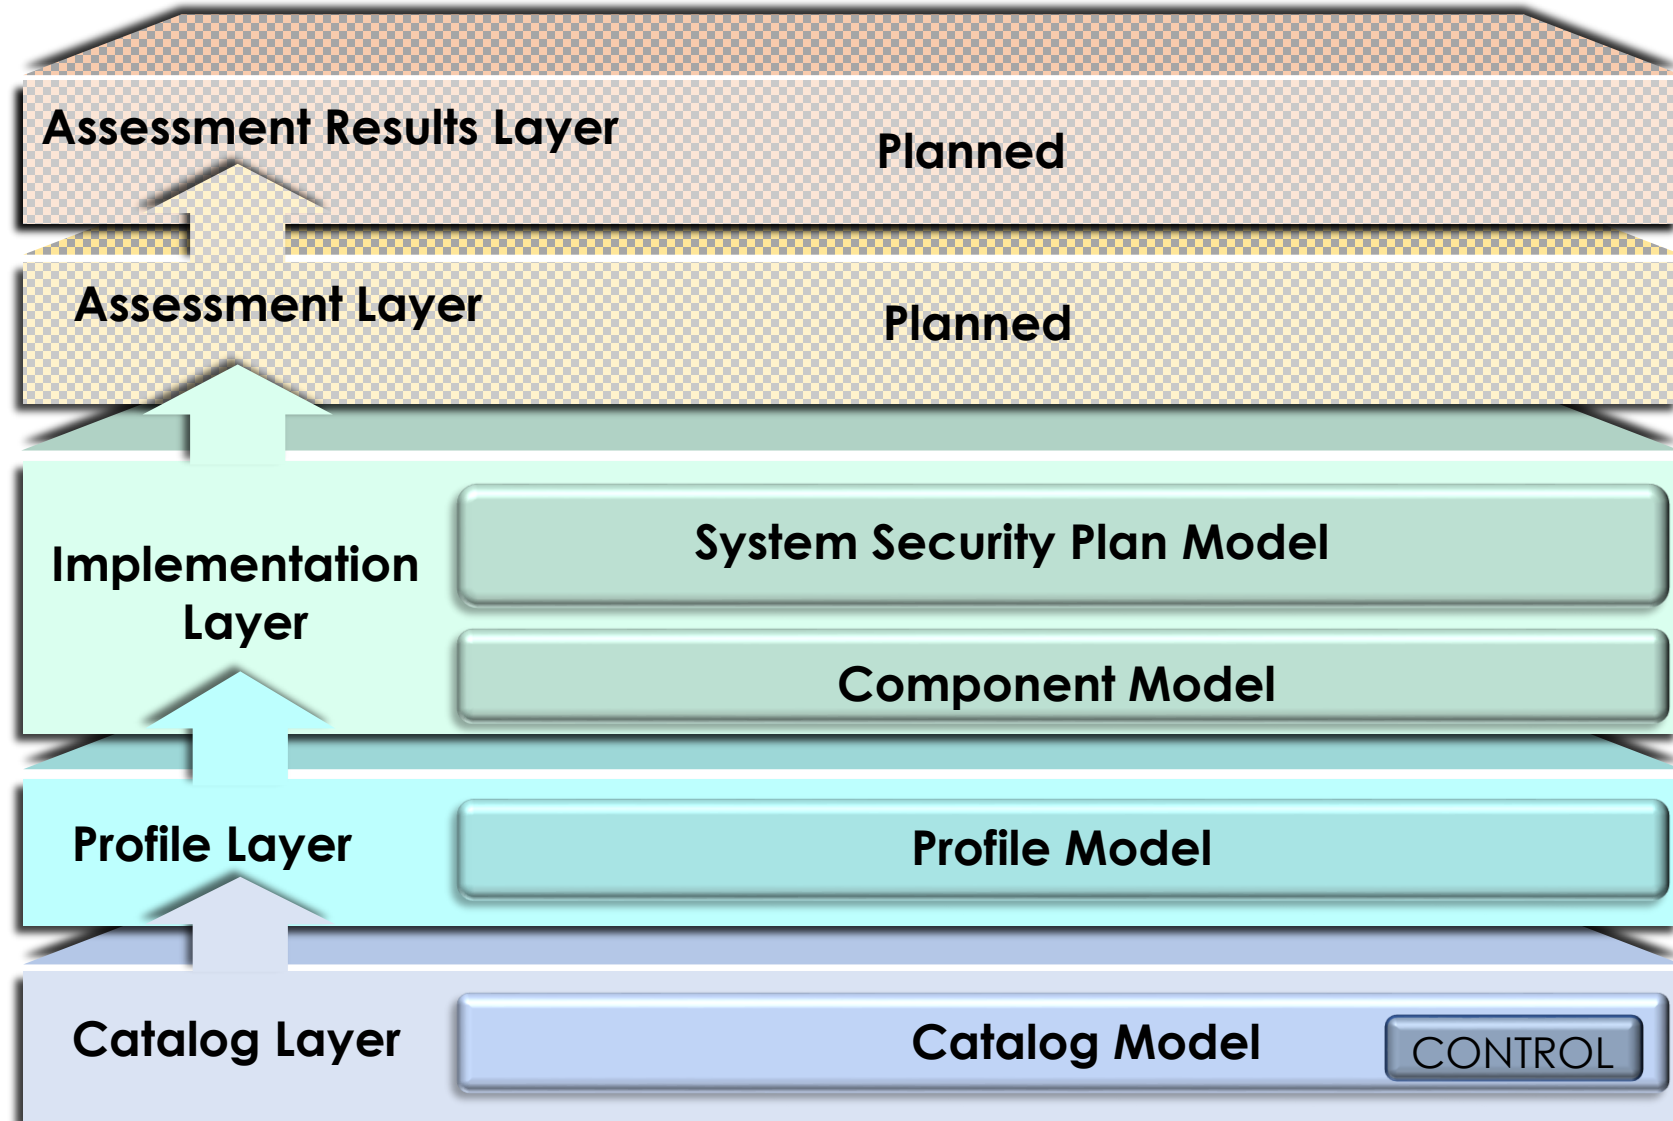 Assessment Results Layer
Planned
Assessment Layer
Planned
Implementation
Layer
System Security Plan Model
Component Model
Profile Layer
Profile Model
Catalog Layer
Catalog Model
CONTROL